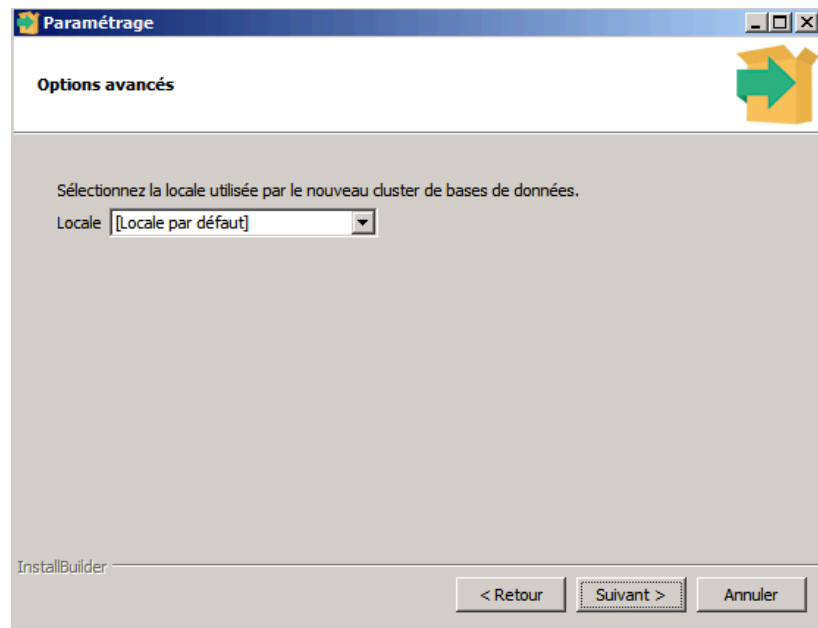 Paramétrage
Options avancés
Sélectionnez la locale utilisée par le nouveau cluster de bases de données.
Locale [Locale par défaut]
InstallBuilder
< Retour Suivant > Annuler